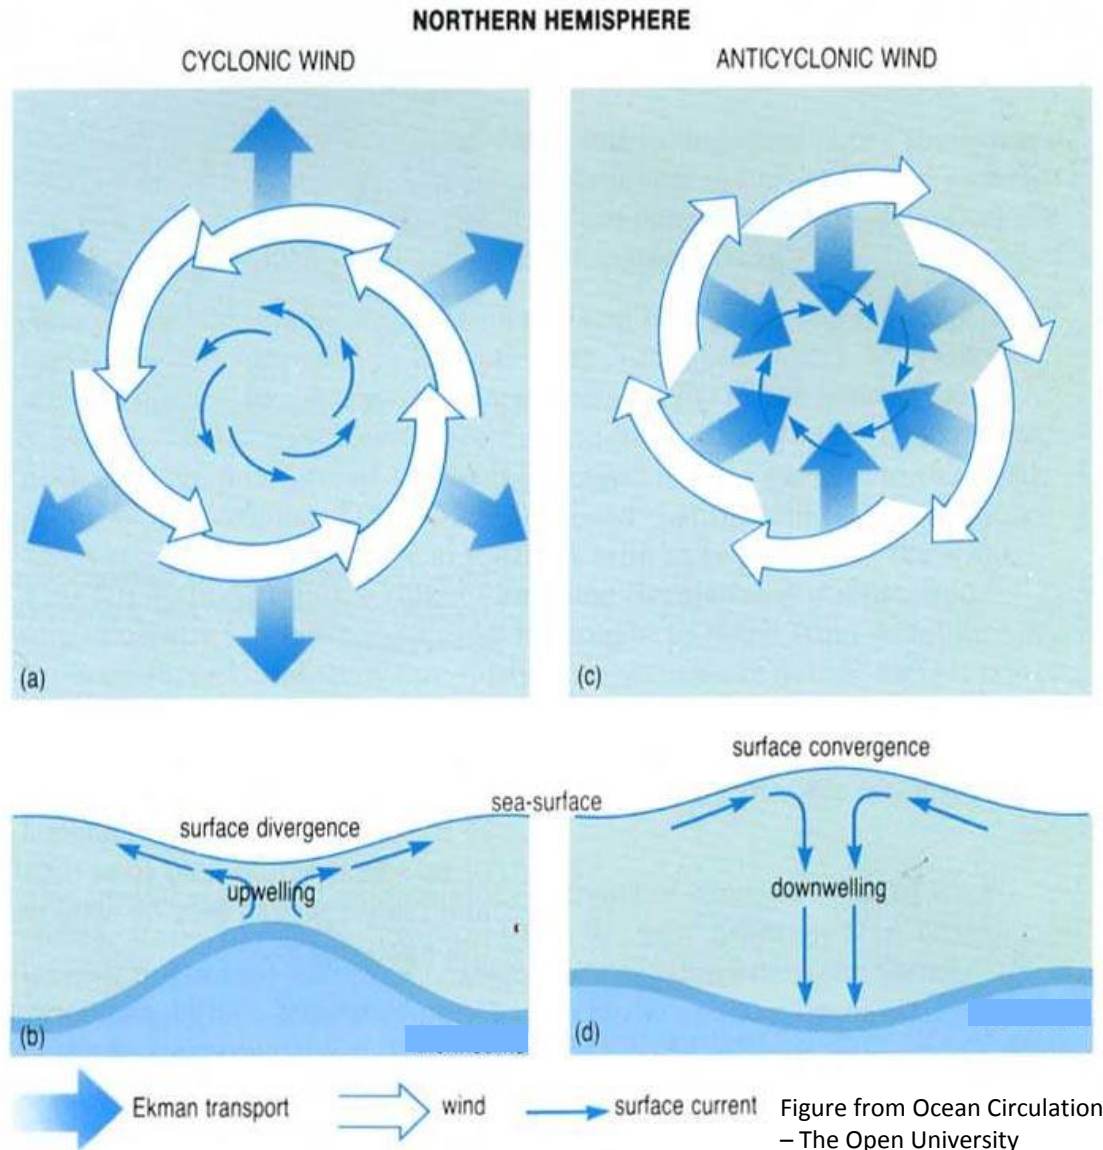 NORTHERN HEMISPHERE
CYCLONIC WIND
ANTICYCLONIC WIND
(a)
(c)
surface convergence
sea-surface
surface divergence
upwelling
downwelling
(b)
(d)
Ekman transport
wind
surface current
Figure from Ocean Circulation
– The Open University